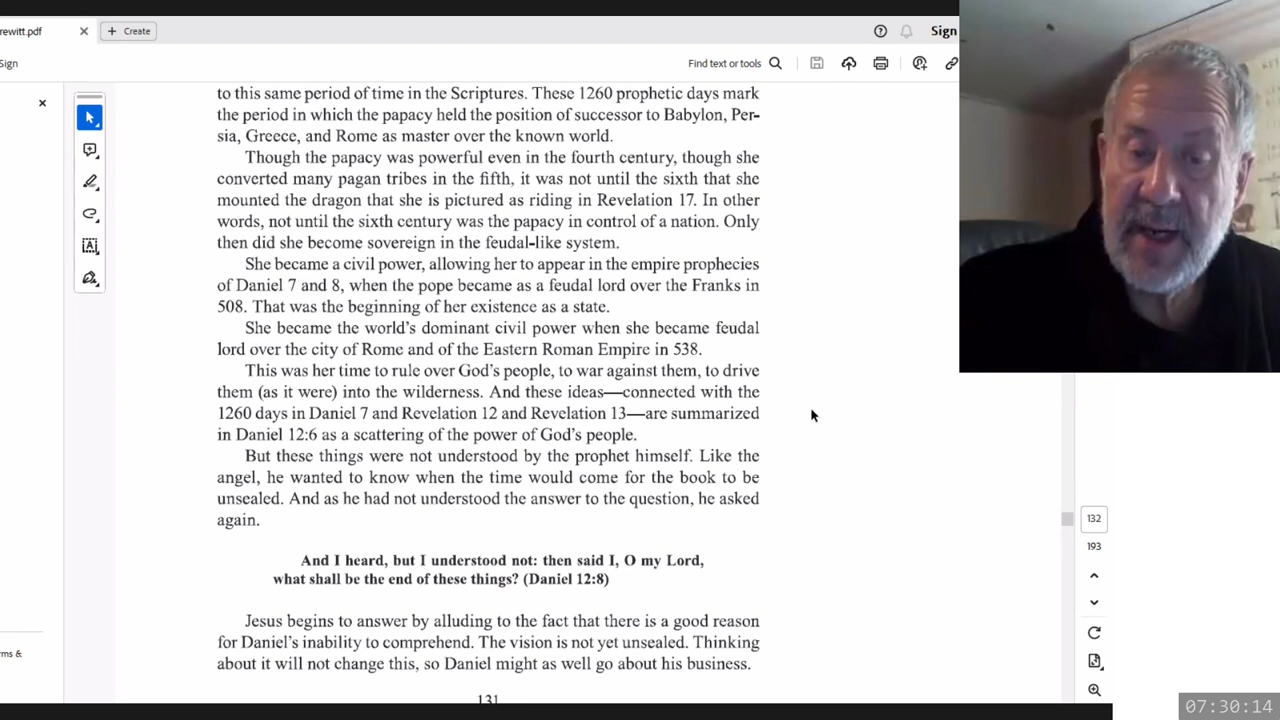 rewitt.pdf
Create
Sign
Sign
Find text or tools
to this same period of time in the Scriptures. These 1260 prophetic days mark
the period in which the papacy held the position of successor to Babylon, Per-
sia, Greece, and Rome as master over the known world.
Though the papacy was powerful even in the fourth century, though she
converted many pagan tribes in the fifth, it was not until the sixth that she
mounted the dragon that she is pictured as riding in Revelation 17. In other
words, not until the sixth century was the papacy in control of a nation. Only
then did she become sovereign in the feudal-like system.
She became a civil power, allowing her to appear in the empire prophecies
of Daniel 7 and 8, when the pope became as a feudal lord over the Franks in
508. That was the beginning of her existence as a state.
She became the world’s dominant civil power when she became feudal
lord over the city of Rome and of the Eastern Roman Empire in 538.
This was her time to rule over God’s people, to war against them, to drive
them (as it were) into the wilderness. And these ideas—connected with the
1260 days in Daniel 7 and Revelation 12 and Revelation 13—are summarized
in Daniel 12:6 as a scattering of the power of God’s people.
But these things were not understood by the prophet himself. Like the
angel, he wanted to know when the time would come for the book to be
unsealed. And as he had not understood the answer to the question, he asked
again.
And I heard, but I understood not: then said I, O my Lord,
what shall be the end of these things? (Daniel 12:8)
Jesus begins to answer by alluding to the fact that there is a good reason
for Daniel’s inability to comprehend. The vision is not yet unsealed. Thinking
about it will not change this, so Daniel might as well go about his business.
131
132
193
rms &
07:30:14